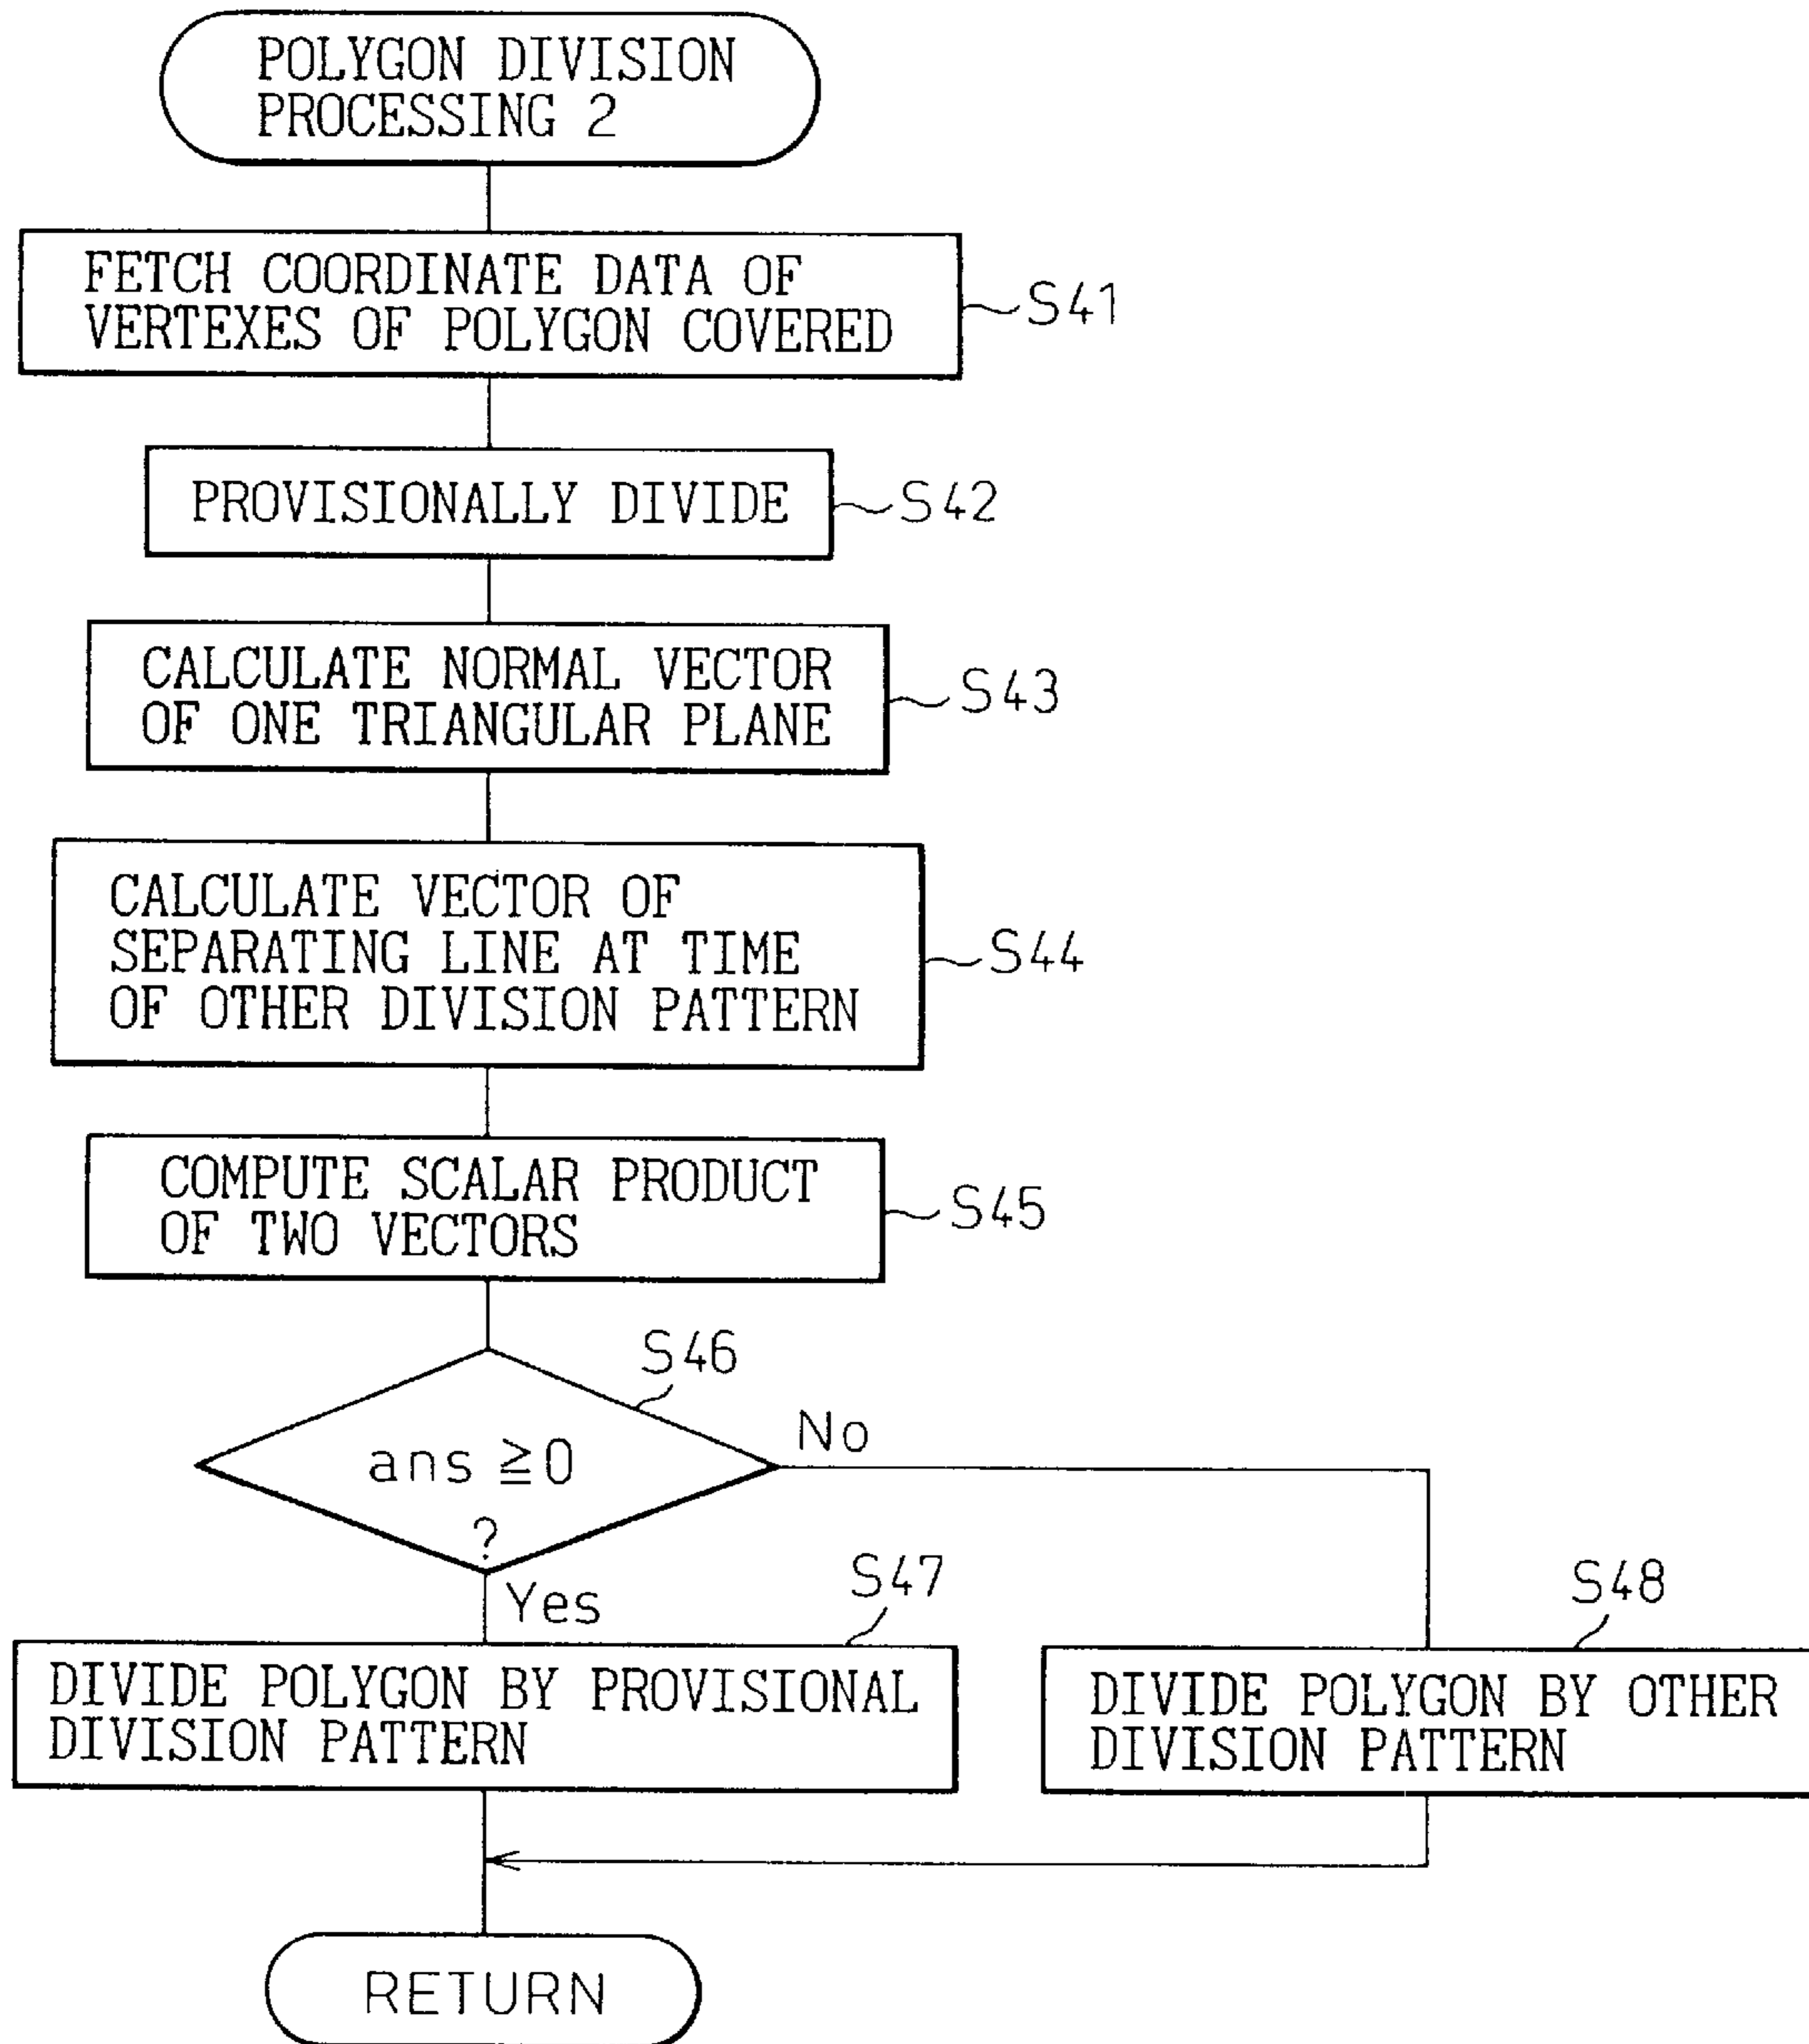 POLYGON DIVISION
PROCESSING 2
FETCH COORDINATE DATA OF
VERTEXES OF POLYGON COVERED
S41
PROVISIONALLY DIVIDE
S42
CALCULATE NORMAL VECTOR
OF ONE TRIANGULAR PLANE
S43
CALCULATE VECTOR OF
SEPARATING LINE AT TIME
OF OTHER DIVISION PATTERN
S44
COMPUTE SCALAR PRODUCT
OF TWO VECTORS
S45
S46
ans ≧0
?
No
Yes
S47
DIVIDE POLYGON BY PROVISIONAL
DIVISION PATTERN
S48
DIVIDE POLYGON BY OTHER
DIVISION PATTERN
RETURN